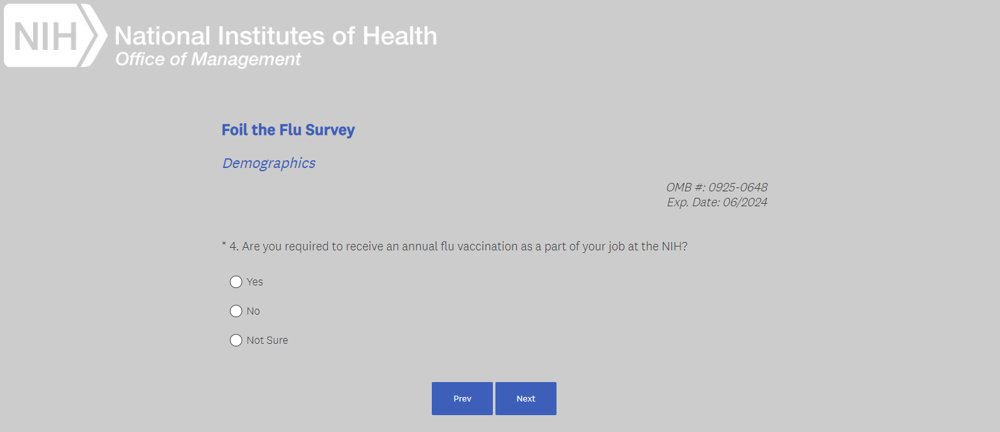 NIH
National Institutes of Health
Office of Management
Foil the Flu Survey
Demographics
OMB #: 0925-0648
Exp. Date: 06/2024
* 4. Are you required to receive an annual flu vaccination as a part of your job at the NIH?
Yes
No
Not Sure
Prev Next